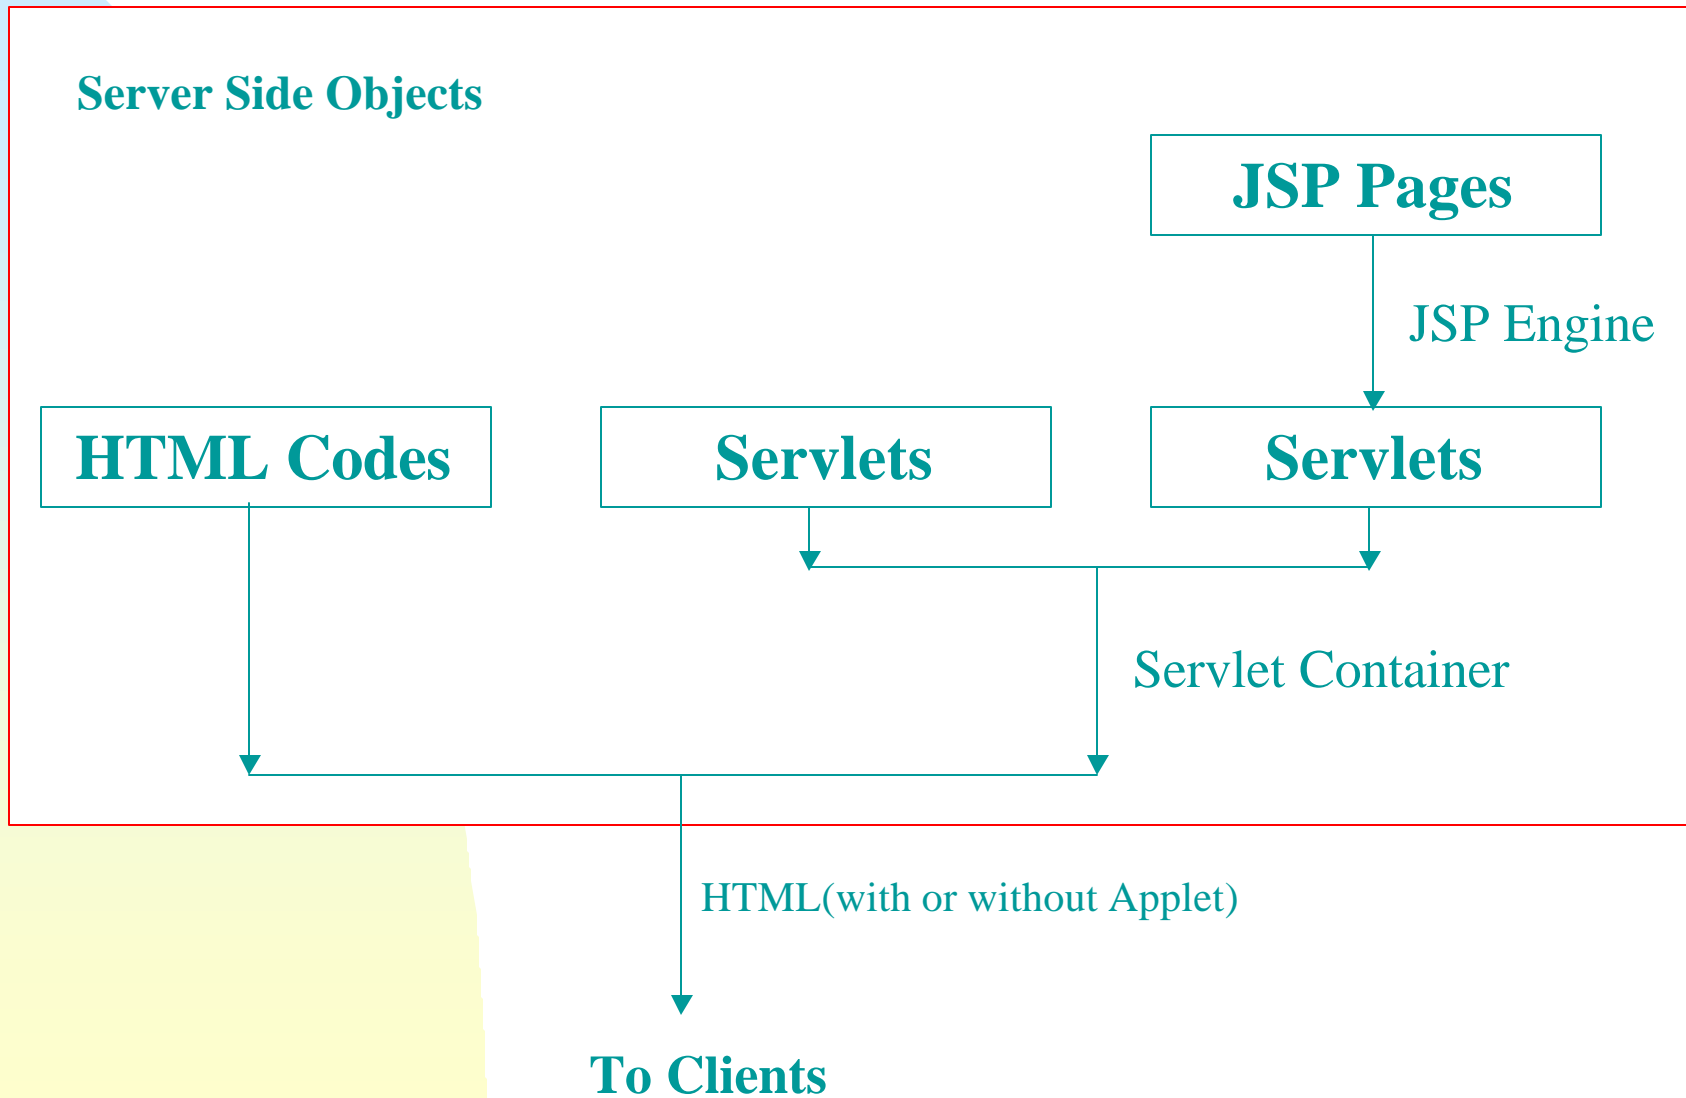 Server Side Objects
JSP Pages
JSP Engine
HTML Codes
Servlets
Servlets
Servlet Container
HTML(with or without Applet)
To Clients